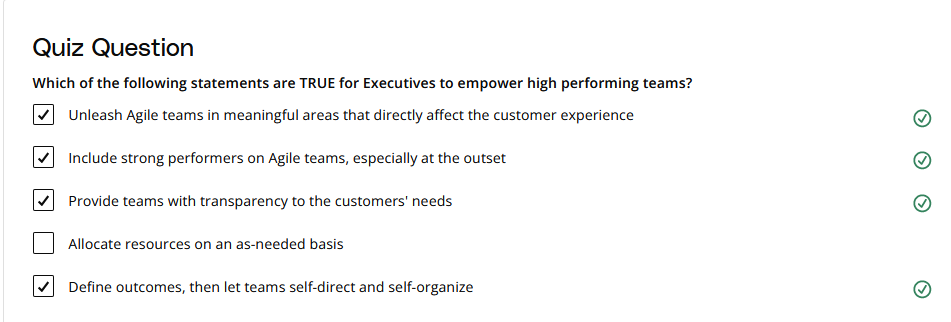 Quiz Question
Which of the following statements are TRUE for Executives to empower high performing teams?
Unleash Agile teams in meaningful areas that directly affect the customer experience
Include strong performers on Agile teams, especially at the outset
Provide teams with transparency to the customers' needs
Allocate resources on an as-needed basis
Define outcomes, then let teams self-direct and self-organize